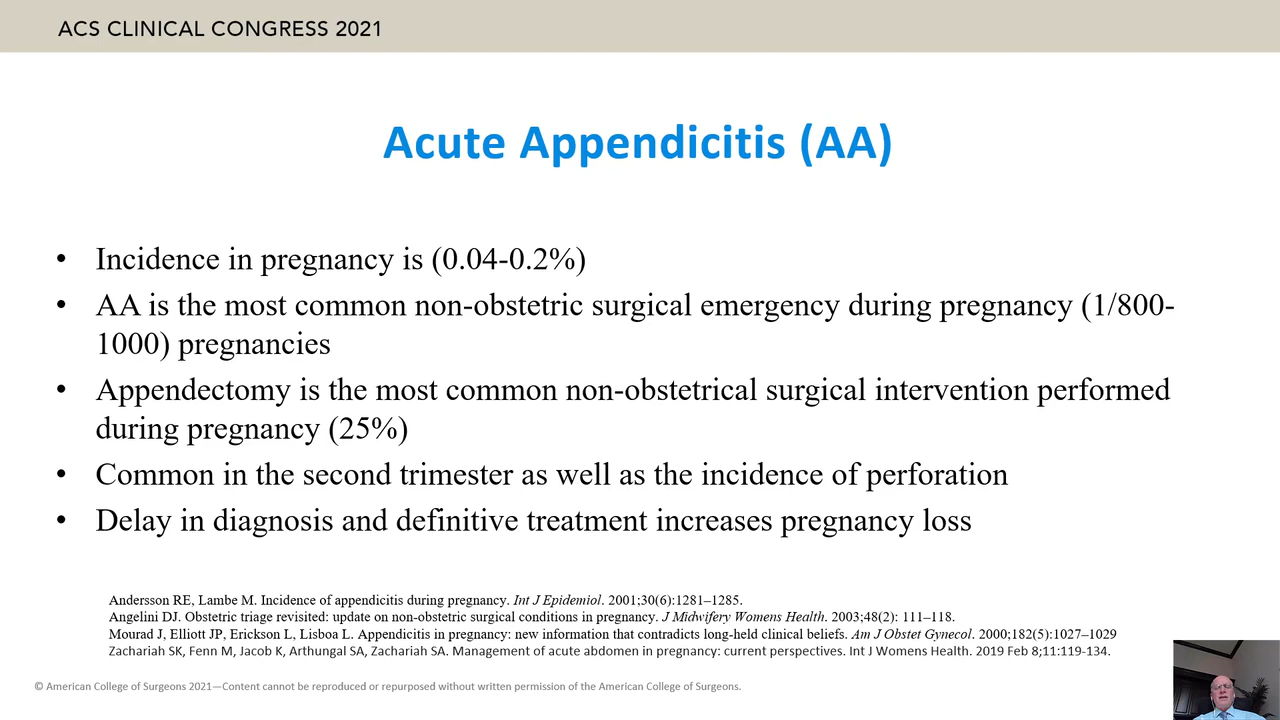 ACS CLINICAL CONGRESS 2021
Acute Appendicitis (AA)
• Incidence in pregnancy is (0.04-0.2%)
• AA is the most common non-obstetric surgical emergency during pregnancy (1/800-
1000) pregnancies
• Appendectomy is the most common non-obstetrical surgical intervention performed
during pregnancy (25%)
• Common in the second trimester as well as the incidence of perforation
• Delay in diagnosis and definitive treatment increases pregnancy loss
Andersson RE, Lambe M. Incidence of appendicitis during pregnancy. Int J Epidemiol. 2001;30(6):1281–1285.
Angelini DJ. Obstetric triage revisited: update on non-obstetric surgical conditions in pregnancy. J Midwifery Womens Health. 2003;48(2): 111–118.
Mourad J, Elliott JP, Erickson L, Lisboa L. Appendicitis in pregnancy: new information that contradicts long-held clinical beliefs. Am J Obstet Gynecol. 2000;182(5):1027–1029
Zachariah SK, Fenn M, Jacob K, Arthungal SA, Zachariah SA. Management of acute abdomen in pregnancy: current perspectives. Int J Womens Health. 2019 Feb 8;11:119-134.
© American College of Surgeons 2021—Content cannot be reproduced or repurposed without written permission of the American College of Surgeons.